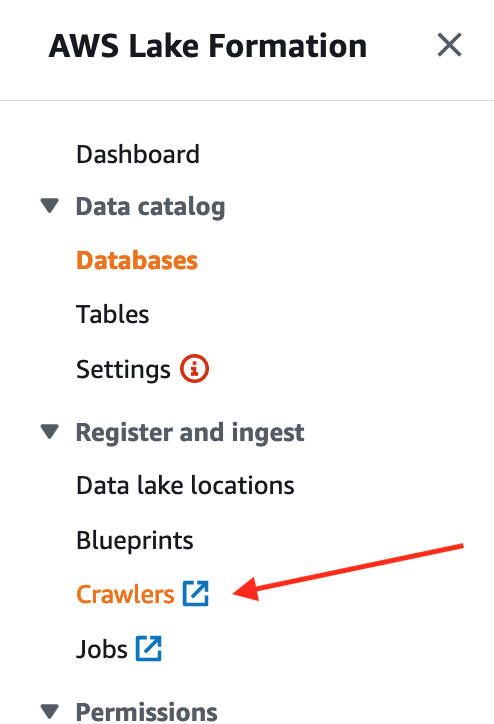 AWS Lake Formation
Dashboard
Data catalog
Databases
Tables
Settings
Register and ingest
Data lake locations
Blueprints
Crawlers
Jobs
Permissions